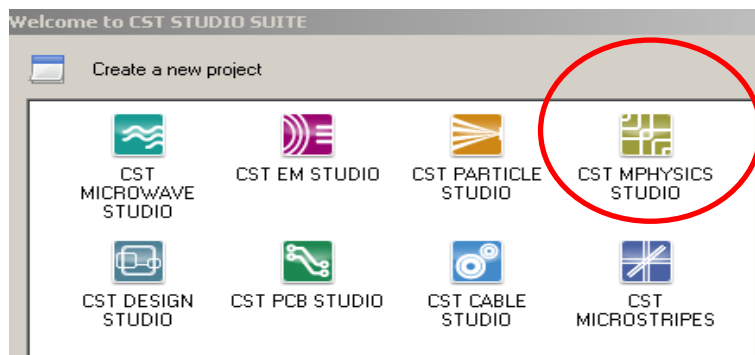 Welcome to CST STUDIO SUITE
Create a new project
CST
MICROWAVE
STUDIO
CST EM STUDIO
CST PARTICLE
STUDIO
CST MPHYSICS
STUDIO
CST DESIGN
STUDIO
CST PCB STUDIO
CST CABLE
STUDIO
CST
MICROSTRIPES